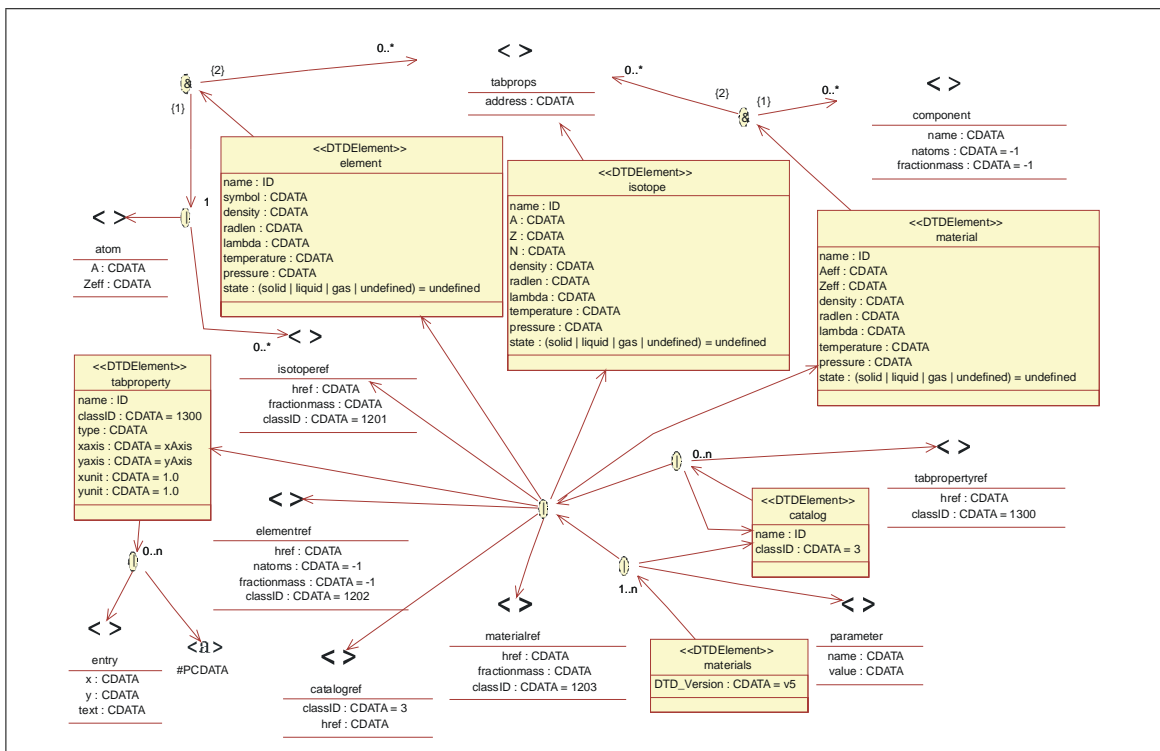 0..*
< >
{2}
&
tabprops
address : CDATA
0..*
{2}
{1}
&
0..*
< >
component
name : CDATA
natoms : CDATA = -1
fractionmass : CDATA = -1
{1}
<<DTDElement>>
element
name : ID
symbol : CDATA
density : CDATA
radlen : CDATA
lambda : CDATA
temperature : CDATA
pressure : CDATA
state : (solid | liquid | gas | undefined) = undefined
<<DTDElement>>
isotope
name : ID
A : CDATA
Z : CDATA
N : CDATA
density : CDATA
radlen : CDATA
lambda : CDATA
temperature : CDATA
pressure : CDATA
state : (solid | liquid | gas | undefined) = undefined
<<DTDElement>>
material
name : ID
Aeff : CDATA
Zeff : CDATA
density : CDATA
radlen : CDATA
lambda : CDATA
temperature : CDATA
pressure : CDATA
state : (solid | liquid | gas | undefined) = undefined
1
< >
|
atom
A : CDATA
Zeff : CDATA
0..*
< >
isotoperef
href : CDATA
fractionmass : CDATA
classID : CDATA = 1201
<<DTDElement>>
tabproperty
name : ID
classID : CDATA = 1300
type : CDATA
xaxis : CDATA = xAxis
yaxis : CDATA = yAxis
xunit : CDATA = 1.0
yunit : CDATA = 1.0
0..n
|
< >
tabpropertyref
href : CDATA
classID : CDATA = 1300
<<DTDElement>>
catalog
name : ID
classID : CDATA = 3
< >
elementref
href : CDATA
natoms : CDATA = -1
fractionmass : CDATA = -1
classID : CDATA = 1202
|
0..n
|
|
1..n
< >
entry
x : CDATA
y : CDATA
text : CDATA
<a>
#PCDATA
< >
catalogref
classID : CDATA = 3
href : CDATA
< >
materialref
href : CDATA
fractionmass : CDATA
classID : CDATA = 1203
<<DTDElement>>
materials
DTD_Version : CDATA = v5
< >
parameter
name : CDATA
value : CDATA